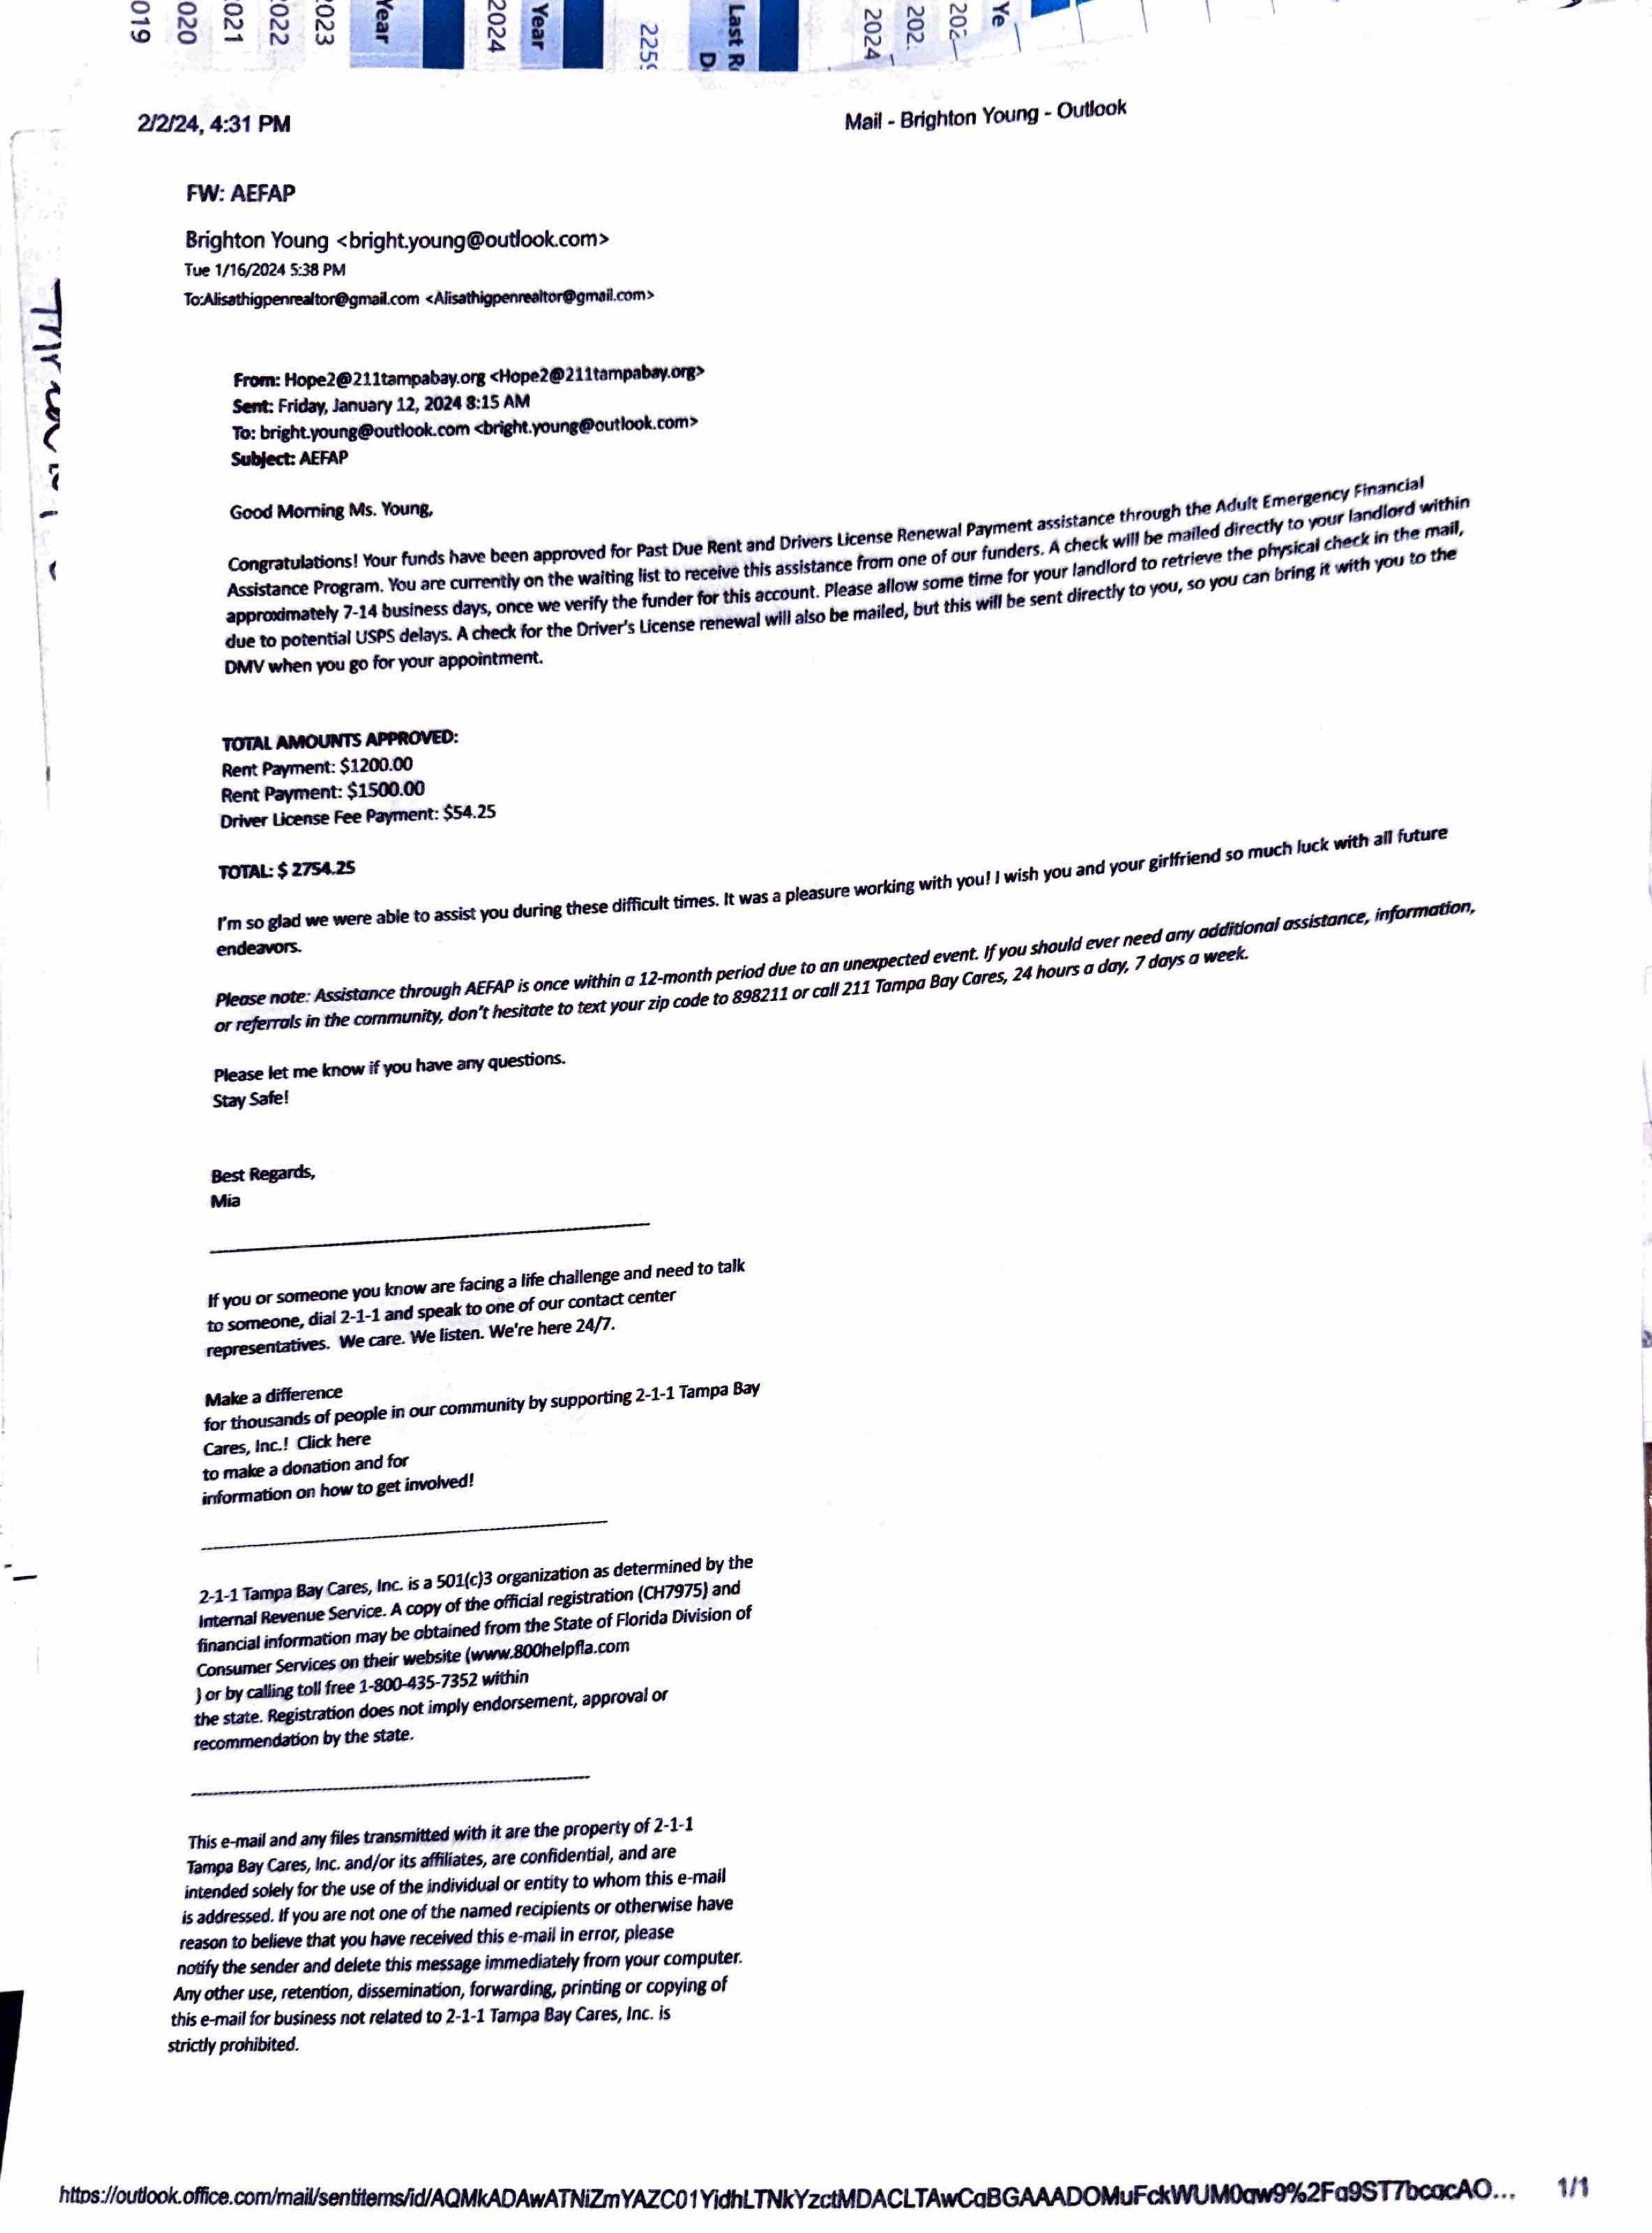 019
020
021
022
023
Year
2024
Year
225
Last R
D
2024
202
202
Ye
2/2/24, 4:31 PM
Mail - Brighton Young - Outlook
FW: AEFAP
Brighton Young <bright.young@outlook.com>
Tue 1/16/2024 5:38 PM
To:Alisathigpenrealtor@gmail.com <Alisathigpenrealtor@gmail.com>
From: Hope2@211tampabay.org <Hope2@211tampabay.org>
Sent: Friday, January 12, 2024 8:15 AM
To: bright.young@outlook.com <bright.young@outlook.com>
Subject: AEFAP
Good Morning Ms. Young,
Congratulations! Your funds have been approved for Past Due Rent and Drivers License Renewal Payment assistance through the Adult Emergency Financial
Assistance Program. You are currently on the waiting list to receive this assistance from one of our funders. A check will be mailed directly to your landlord within
approximately 7-14 business days, once we verify the funder for this account. Please allow some time for your landlord to retrieve the physical check in the mail,
due to potential USPS delays. A check for the Driver's License renewal will also be mailed, but this will be sent directly to you, so you can bring it with you to the
DMV when you go for your appointment.
TOTAL AMOUNTS APPROVED:
Rent Payment: $1200.00
Rent Payment: $1500.00
Driver License Fee Payment: $54.25
TOTAL: $ 2754.25
I'm so glad we were able to assist you during these difficult times. It was a pleasure working with you! I wish you and your girlfriend so much luck with all future
endeavors.
Please note: Assistance through AEFAP is once within a 12-month period due to an unexpected event. If you should ever need any additional assistance, information,
or referrals in the community, don't hesitate to text your zip code to 898211 or call 211 Tampa Bay Cares, 24 hours a day, 7 days a week.
Please let me know if you have any questions.
Stay Safe!
Best Regards,
Mia
If you or someone you know are facing a life challenge and need to talk
to someone, dial 2-1-1 and speak to one of our contact center
representatives. We care. We listen. We're here 24/7.
Make a difference
for thousands of people in our community by supporting 2-1-1 Tampa Bay
Cares, Inc.! Click here
to make a donation and for
information on how to get involved!
2-1-1 Tampa Bay Cares, Inc. is a 501(c)3 organization as determined by the
Internal Revenue Service. A copy of the official registration (CH7975) and
financial information may be obtained from the State of Florida Division of
Consumer Services on their website (www.800helpfla.com
) or by calling toll free 1-800-435-7352 within
the state. Registration does not imply endorsement, approval or
recommendation by the state.
This e-mail and any files transmitted with it are the property of 2-1-1
Tampa Bay Cares, Inc. and/or its affiliates, are confidential, and are
intended solely for the use of the individual or entity to whom this e-mail
is addressed. If you are not one of the named recipients or otherwise have
reason to believe that you have received this e-mail in error, please
notify the sender and delete this message immediately from your computer.
Any other use, retention, dissemination, forwarding, printing or copying of
this e-mail for business not related to 2-1-1 Tampa Bay Cares, Inc. is
strictly prohibited.
https://outlook.office.com/mail/sentitems/id/AQMkADAwATNiZmYAZC01YidhLTNkYzctMDACLTAwCgBGAAADOMuFckWUM0aw9%2Fa9ST7bcacAO... 1/1